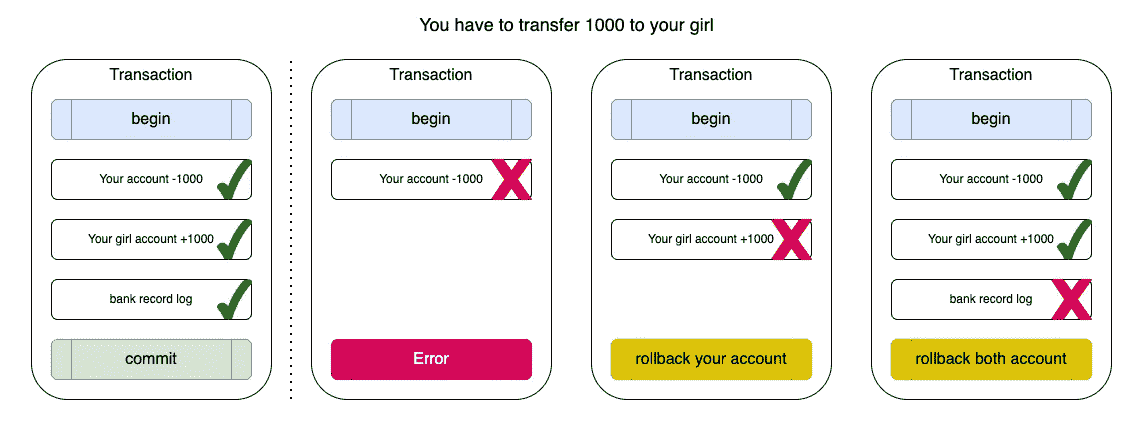 You have to transfer 1000 to your girl
Transaction
begin
Your account -1000
Your girl account +1000
bank record log
commit
Transaction
begin
Your account -1000
Error
Transaction
begin
Your account -1000
Your girl account +1000
rollback your account
Transaction
begin
Your account -1000
Your girl account +1000
bank record log
rollback both account